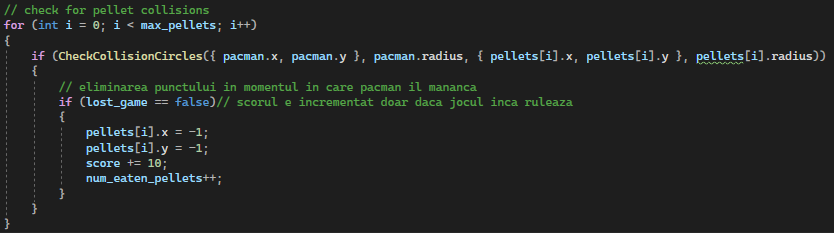 // check for pellet collisions
for (int i = 0; i < max_pellets; i++)
{
    if (CheckCollisionCircles({ pacman.x, pacman.y }, pacman.radius, { pellets[i].x, pellets[i].y }, pellets[i].radius))
    {
        // eliminarea punctului in momentul in care pacman il mananca
        if (lost_game == false)// scorul e incrementat doar daca jocul inca ruleaza
        {
            pellets[i].x = -1;
            pellets[i].y = -1;
            score += 10;
            num_eaten_pellets++;
        }
    }
}